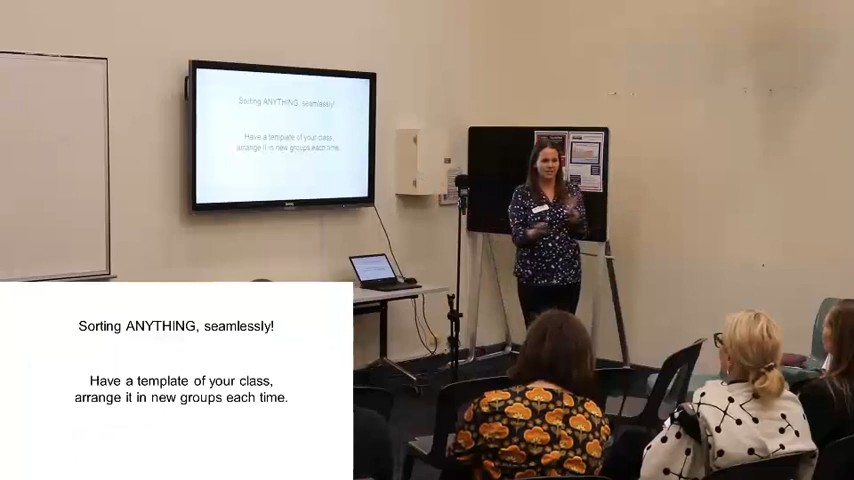 Sorting ANYTHING, seamlessly!
Have a template of your class,
arrange it in new groups each time.
Sorting ANYTHING, seamlessly!
Have a template of your class,
arrange it in new groups each time.